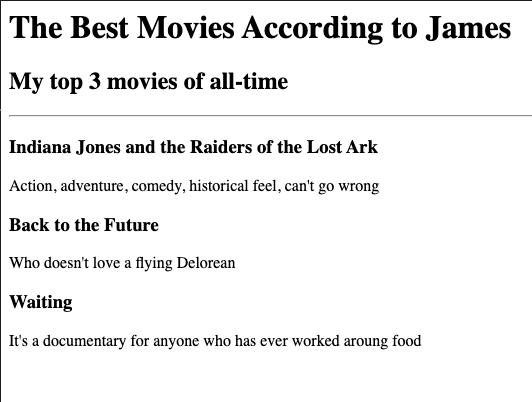 The Best Movies According to James
My top 3 movies of all-time
Indiana Jones and the Raiders of the Lost Ark
Action, adventure, comedy, historical feel, can't go wrong
Back to the Future
Who doesn't love a flying Delorean
Waiting
It's a documentary for anyone who has ever worked aroung food